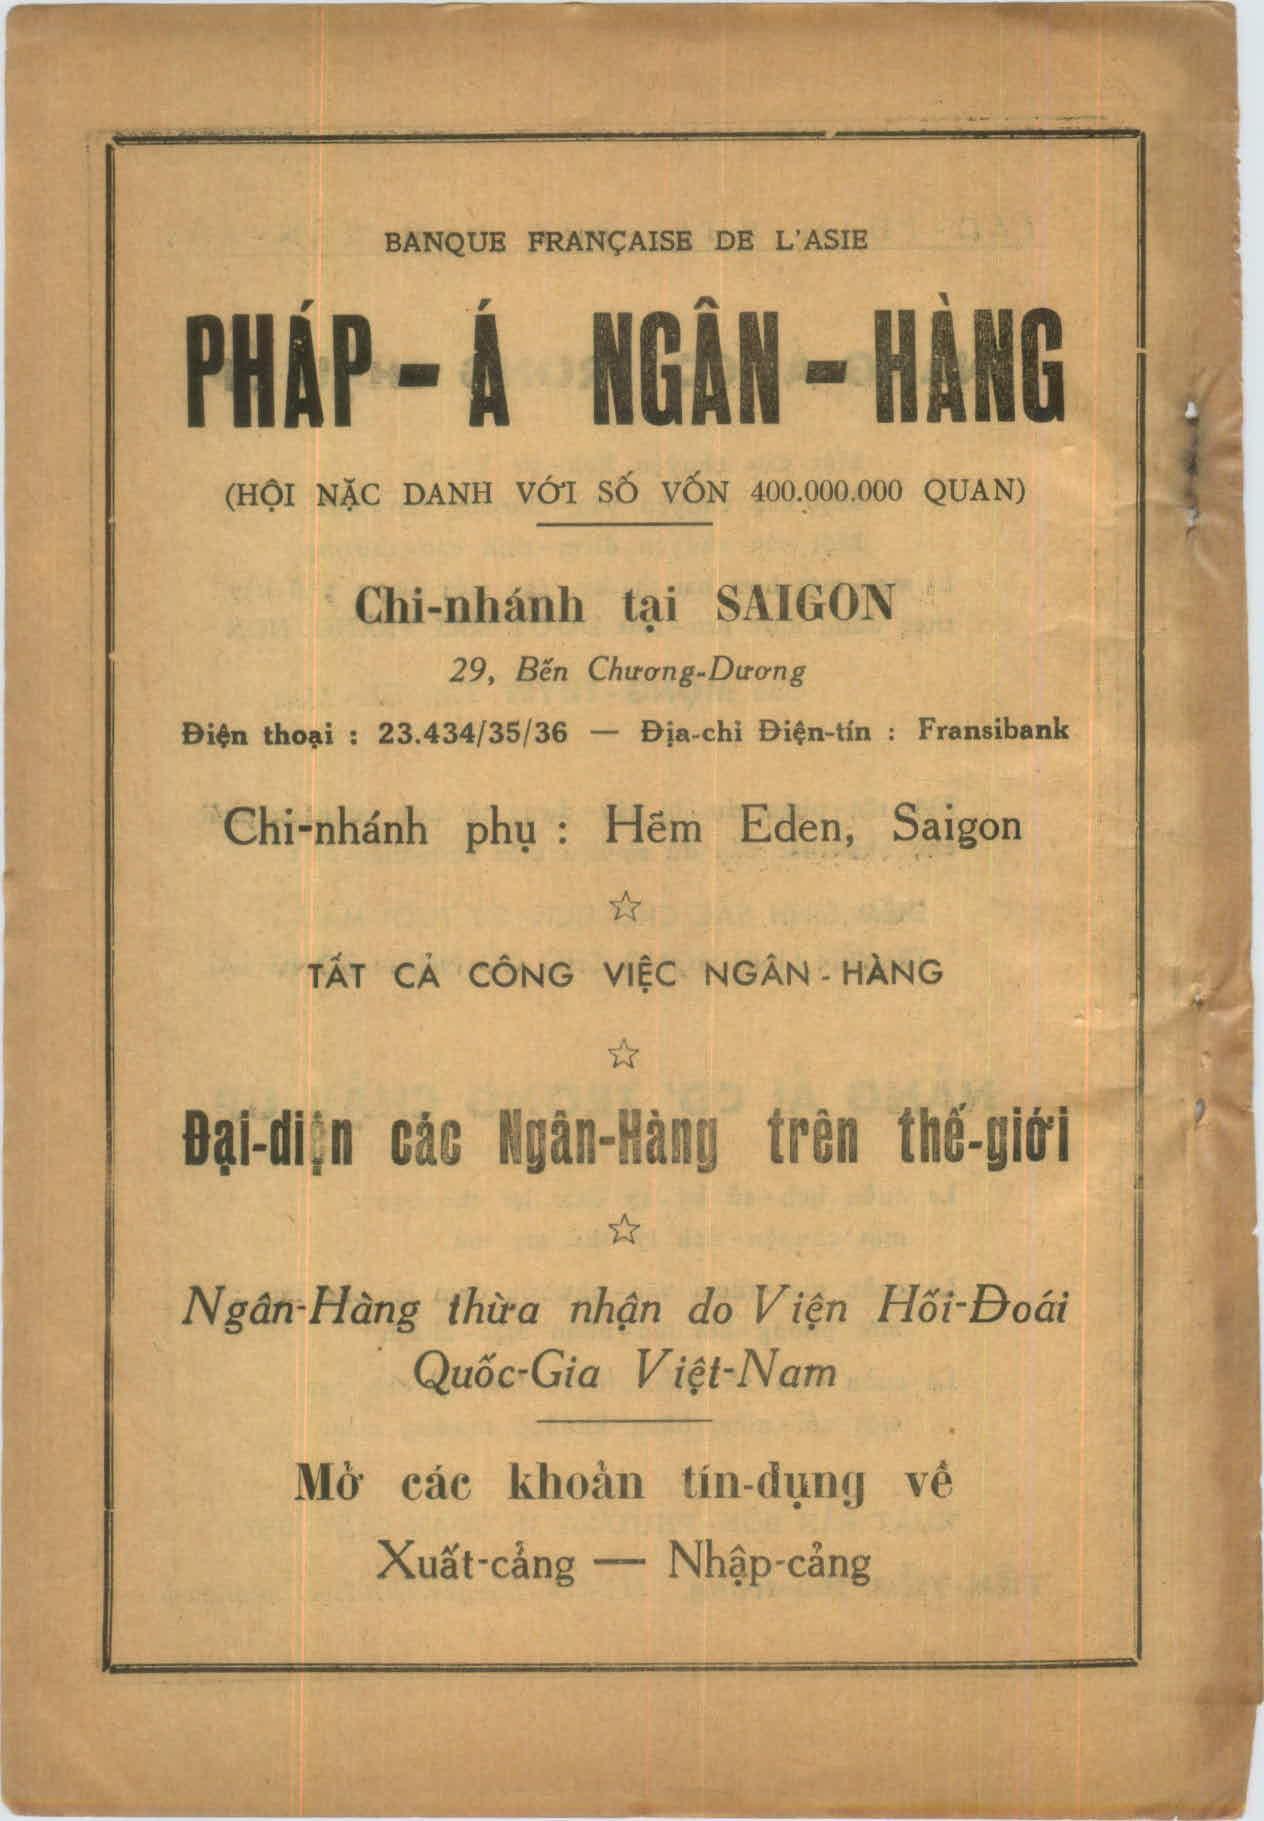 BANQUE FRANÇAISE DE L'ASIE
PHÁP - Á NGÂN - HÀNG
(HỘI NẶC DANH VỚI SỐ VỐN 400.000.000 QUAN)
Chi-nhánh tại SAIGON
29, Bến Chương-Dương
Điện thoại : 23.434/35/36 — Địa-chỉ Điện-tín : Fransibank
Chi-nhánh phụ : Hẻm Eden, Saigon
☆
TẤT CẢ CÔNG VIỆC NGÂN - HÀNG
☆
Đại-diện các Ngân-Hàng trên thế-giới
☆
Ngân-Hàng thừa nhận do Viện Hối-Đoái
Quốc-Gia Việt-Nam
Mở các khoản tín-dụng về
Xuất-cảng — Nhập-cảng